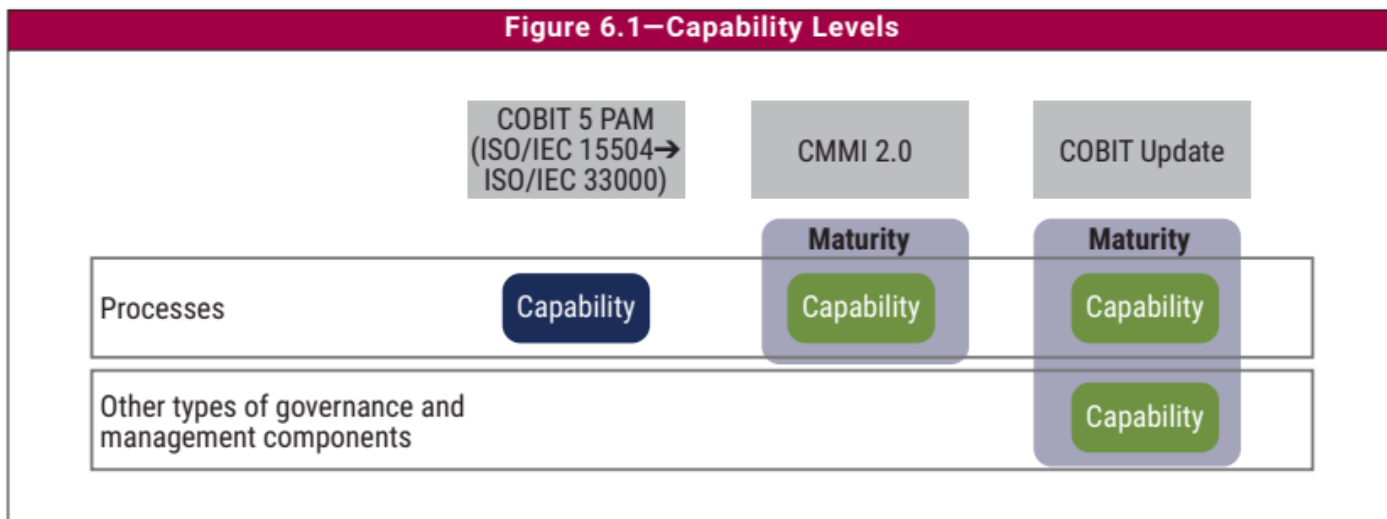 Figure 6.1—Capability Levels
COBIT 5 PAM
(ISO/IEC 15504➔
ISO/IEC 33000)
CMMI 2.0
COBIT Update
Maturity
Maturity
Processes
Capability
Capability
Capability
Other types of governance and
management components
Capability